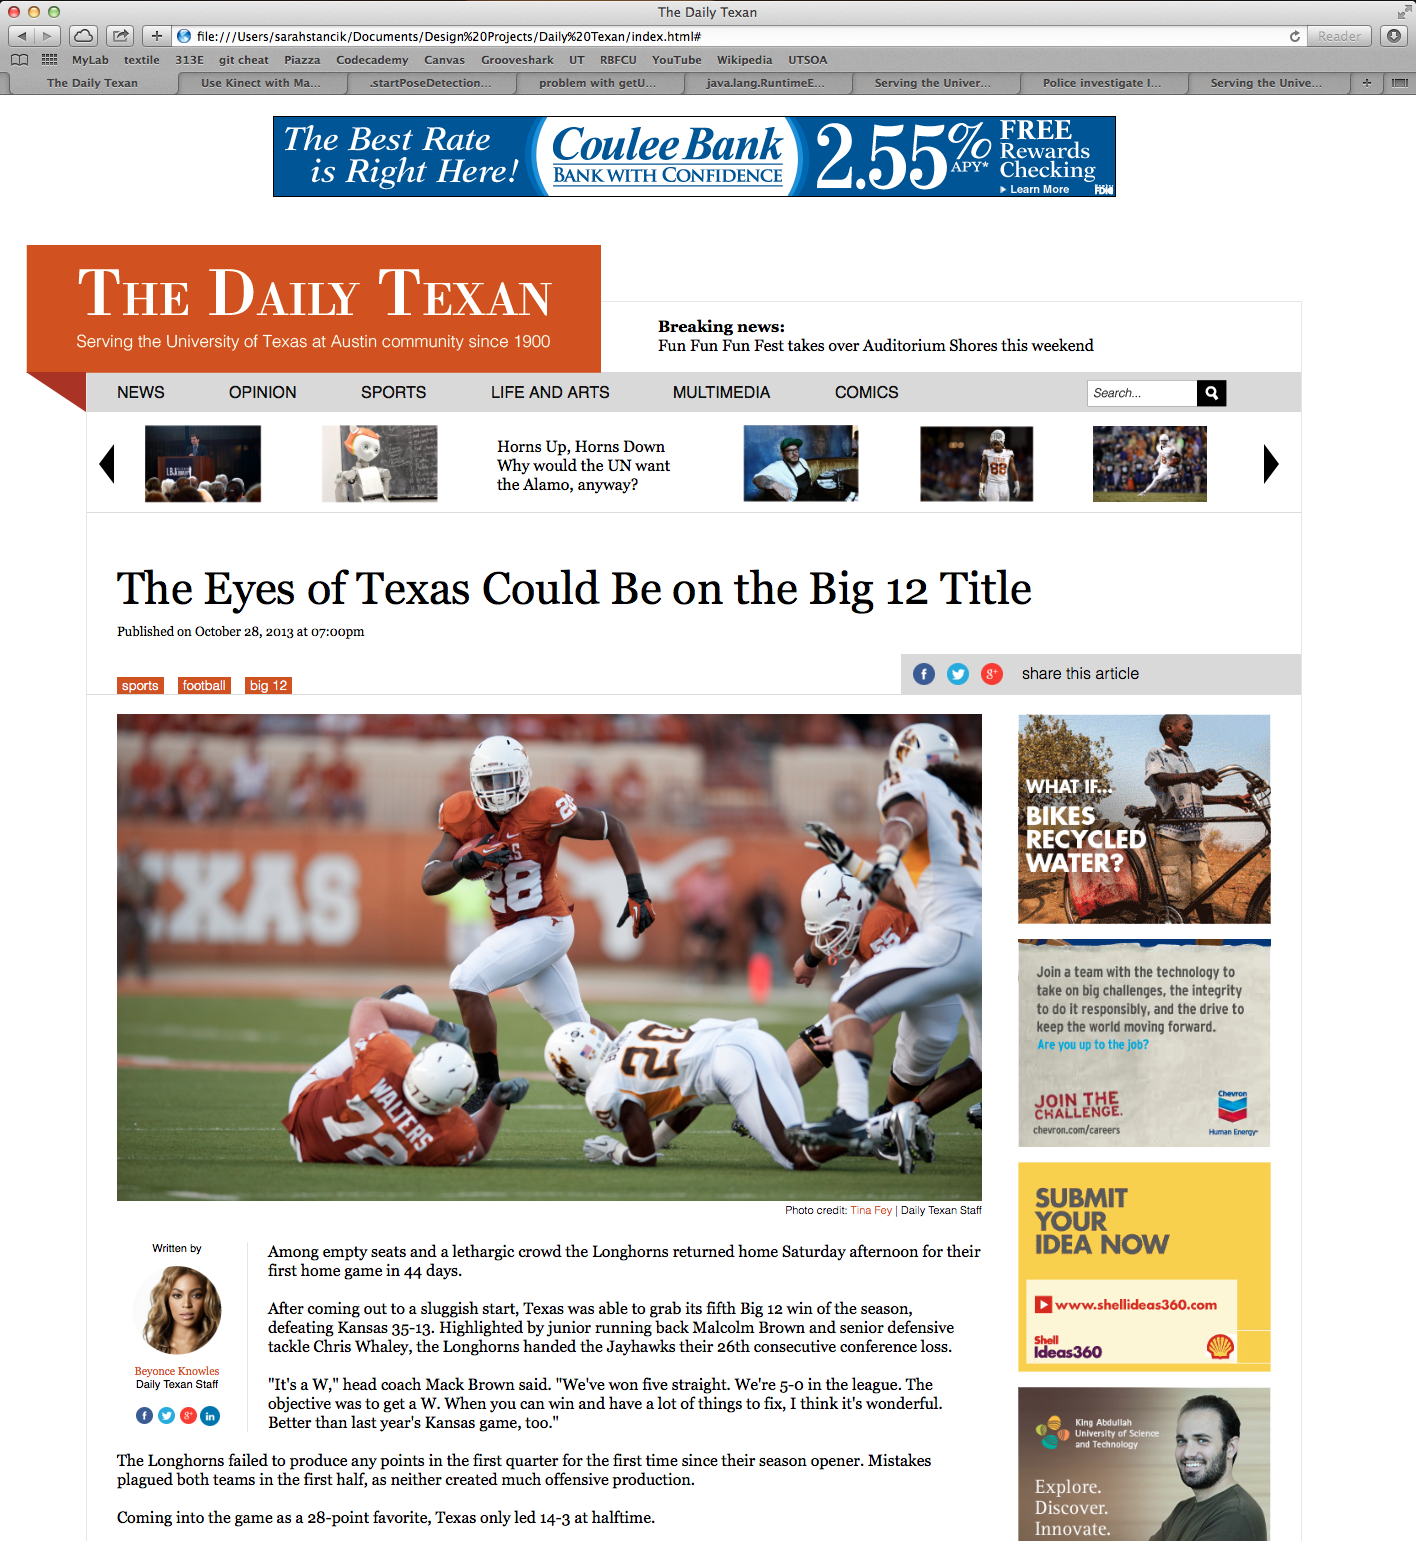 The Daily Texan
file:///Users/sarahstancik/Documents/Design%20Projects/Daily%20Texan/index.html#
Reader
MyLab textile 313E git cheat Piazza Codecademy Canvas Grooveshark UT RBFCU YouTube Wikipedia UTSOA
The Daily Texan
Use Kinect with Ma...
.startPoseDetection...
problem with getU...
java.lang.RuntimeE...
Serving the Univer...
Police investigate I...
Serving the Unive...
The Best Rate
is Right Here!
Coulee Bank
BANK WITH CONFIDENCE
2.55%
APY*
FREE
Rewards
Checking
Learn More
THE DAILY TEXAN
Serving the University of Texas at Austin community since 1900
Breaking news:
Fun Fun Fun Fest takes over Auditorium Shores this weekend
NEWS OPINION SPORTS LIFE AND ARTS MULTIMEDIA COMICS
Search...
LBJ
Horns Up, Horns Down
Why would the UN want
the Alamo, anyway?
88
The Eyes of Texas Could Be on the Big 12 Title
Published on October 28, 2013 at 07:00pm
sports football big 12
share this article
EXAS
28
28
55
20
WALTERS
72
72
WHAT IF...
BIKES
RECYCLED
WATER?
Join a team with the technology to
take on big challenges, the integrity
to do it responsibly, and the drive to
keep the world moving forward.
Are you up to the job?
JOIN THE
CHALLENGE.
chevron.com/careers
Chevron
Human Energy®
Photo credit: Tina Fey | Daily Texan Staff
SUBMIT
YOUR
IDEA NOW
www.shellideas360.com
Shell
Ideas360
Written by
Beyonce Knowles
Daily Texan Staff
Among empty seats and a lethargic crowd the Longhorns returned home Saturday afternoon for their
first home game in 44 days.
After coming out to a sluggish start, Texas was able to grab its fifth Big 12 win of the season,
defeating Kansas 35-13. Highlighted by junior running back Malcolm Brown and senior defensive
tackle Chris Whaley, the Longhorns handed the Jayhawks their 26th consecutive conference loss.
"It's a W," head coach Mack Brown said. "We've won five straight. We're 5-0 in the league. The
objective was to get a W. When you can win and have a lot of things to fix, I think it's wonderful.
Better than last year's Kansas game, too."
The Longhorns failed to produce any points in the first quarter for the first time since their season opener. Mistakes
plagued both teams in the first half, as neither created much offensive production.
Coming into the game as a 28-point favorite, Texas only led 14-3 at halftime.
King Abdullah
University of Science
and Technology
Explore.
Discover.
Innovate.